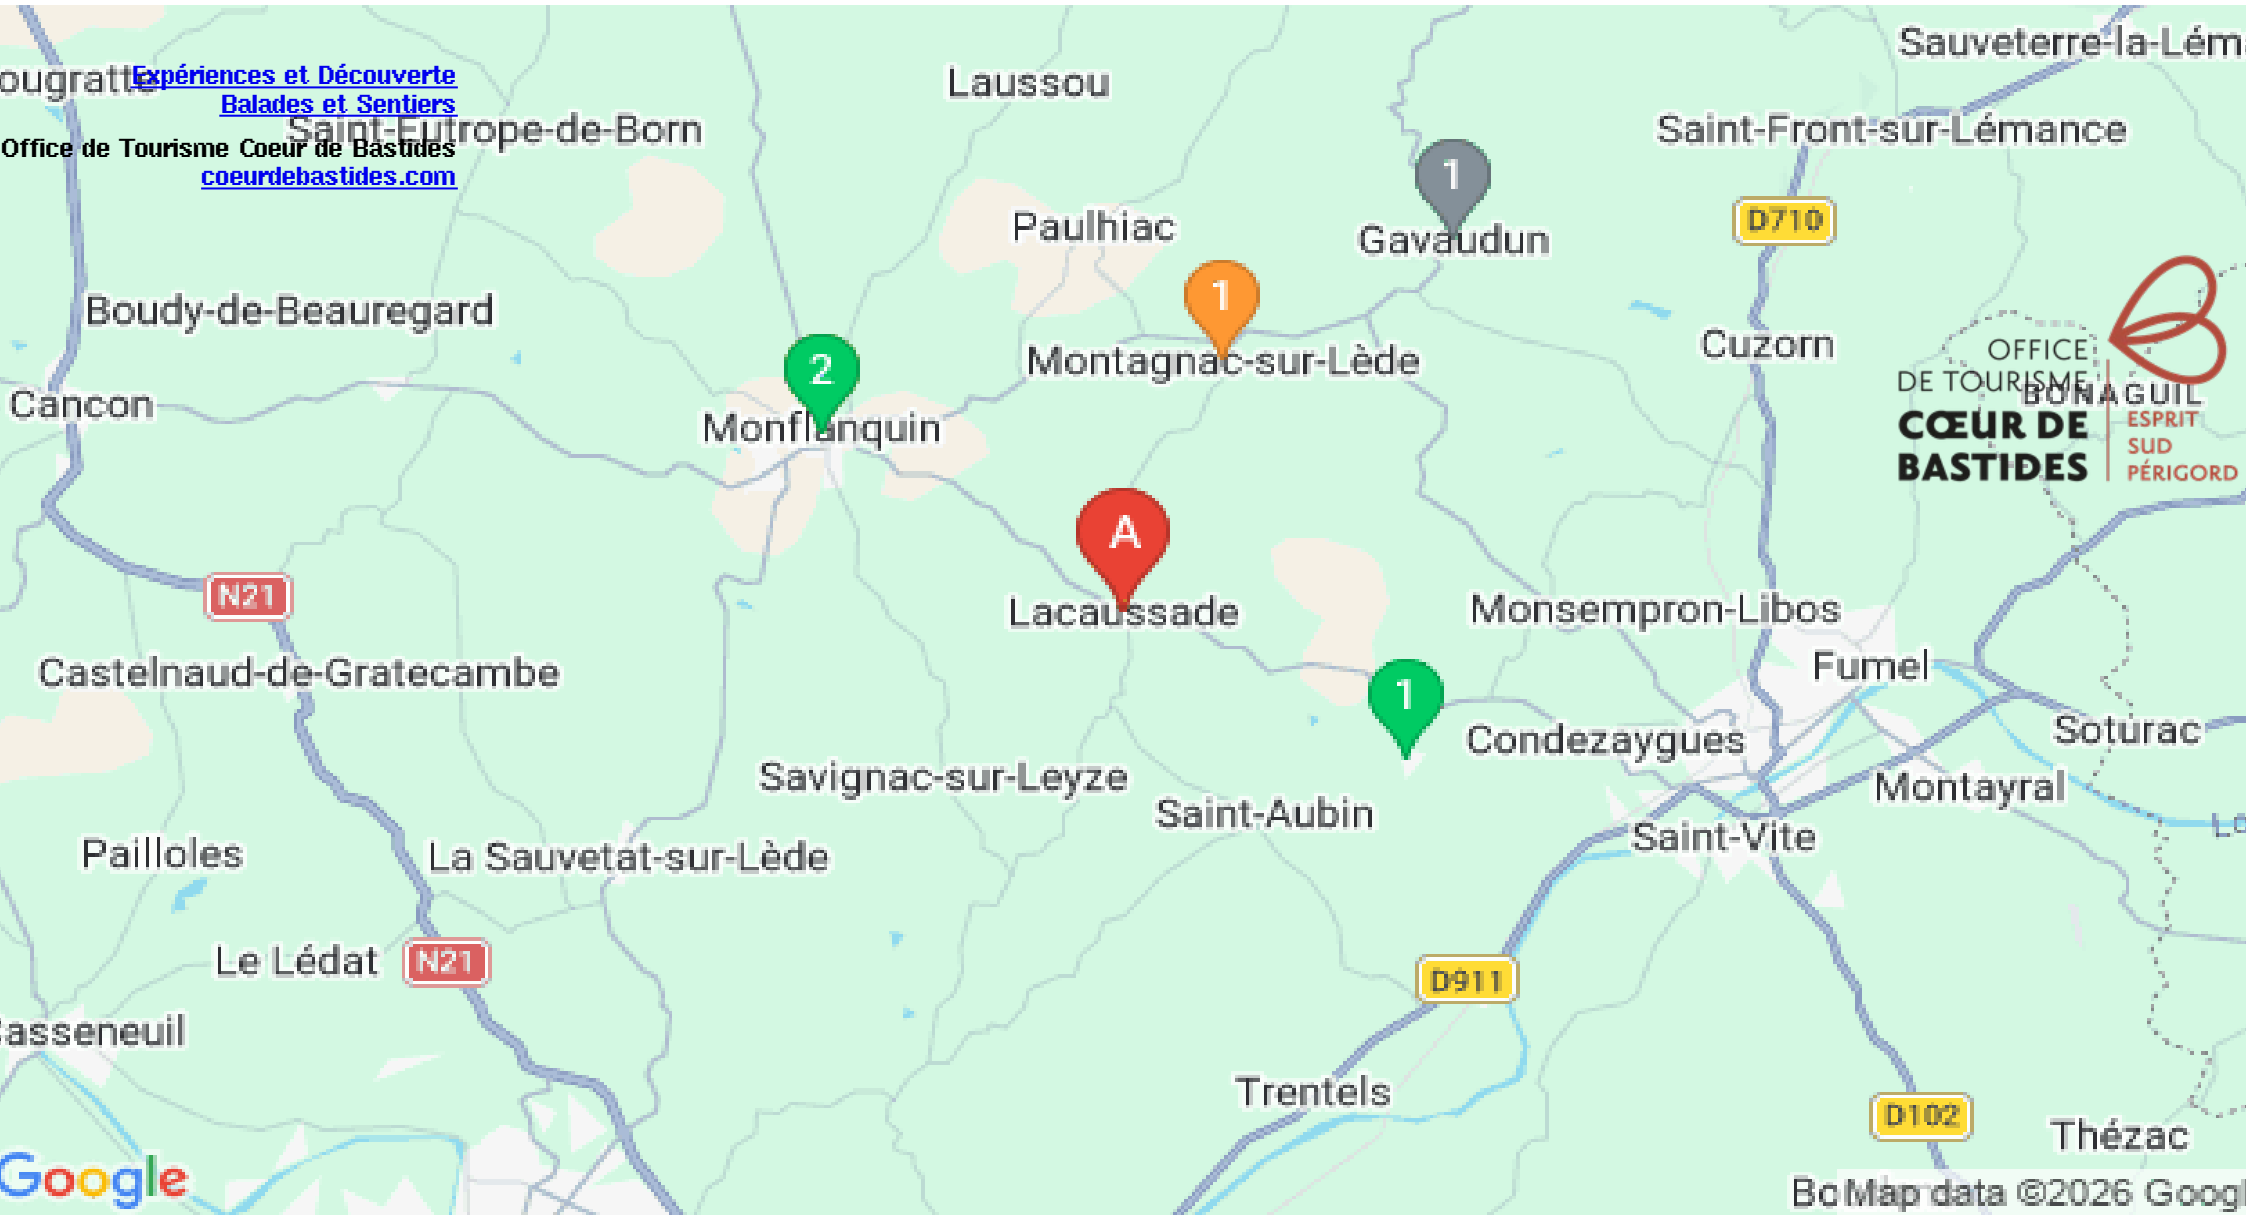 Sauveterre-la-Léma
ougratte
Expériences et Découverte
Balades et Sentiers
Laussou
Saint-Eutrope-de-Born
Saint-Front-sur-Lémance
Office de Tourisme Coeur de Bastides
coeurdebastides.com
1
D710
Paulhiac
Gavaudun
1
Boudy-de-Beauregard
Cuzorn
OFFICE
DE TOURISME
CŒUR DE
BASTIDES
ESPRIT
SUD
PÉRIGORD
BONAGUIL
Montagnac-sur-Lède
2
Cancon
Monflanquin
A
N21
Lacaussade
Monsempron-Libos
Fumel
Castelnaud-de-Gratecambe
1
Soturac
Condezaygues
Savignac-sur-Leyze
Montayral
Saint-Aubin
Lo
Saint-Vite
Pailloles
La Sauvetat-sur-Lède
Le Lédat
N21
D911
asseneuil
Trentels
D102
Thézac
Google
Map data ©2026 Googl